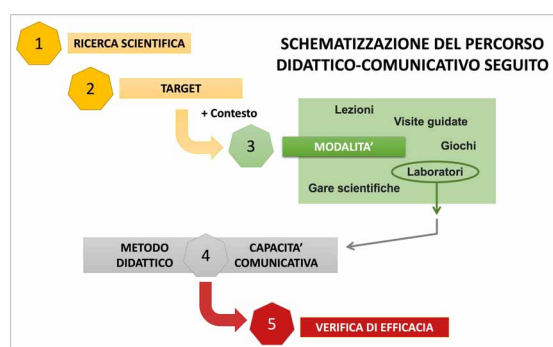 SCHEMATIZZAZIONE DEL PERCORSO
DIDATTICO-COMUNICATIVO SEGUITO
1 RICERCA SCIENTIFICA
2 TARGET
+ Contesto
3 MODALITA'
Lezioni
Visite guidate
Giochi
Laboratori
Gare scientifiche
METODO
DIDATTICO
4
CAPACITA'
COMUNICATIVA
5 VERIFICA DI EFFICACIA